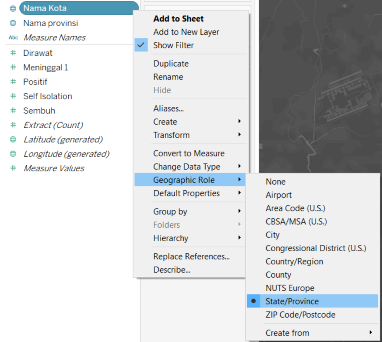 Nama Kota
Nama provinsi
Abc Measure Names
# Dirawat
# Meninggal 1
# Positif
# Self Isolation
# Sembuh
# Extract (Count)
Latitude (generated)
Longitude (generated)
# Measure Values
Add to Sheet
Add to New Layer
Show Filter
Duplicate
Rename
Hide
Aliases...
Create
Transform
Convert to Measure
Change Data Type
Geographic Role
Default Properties
Group by
Folders
Hierarchy
Replace References...
Describe...
None
Airport
Area Code (U.S.)
CBSA/MSA (U.S.)
City
Congressional District (U.S.)
Country/Region
County
NUTS Europe
State/Province
ZIP Code/Postcode
Create from